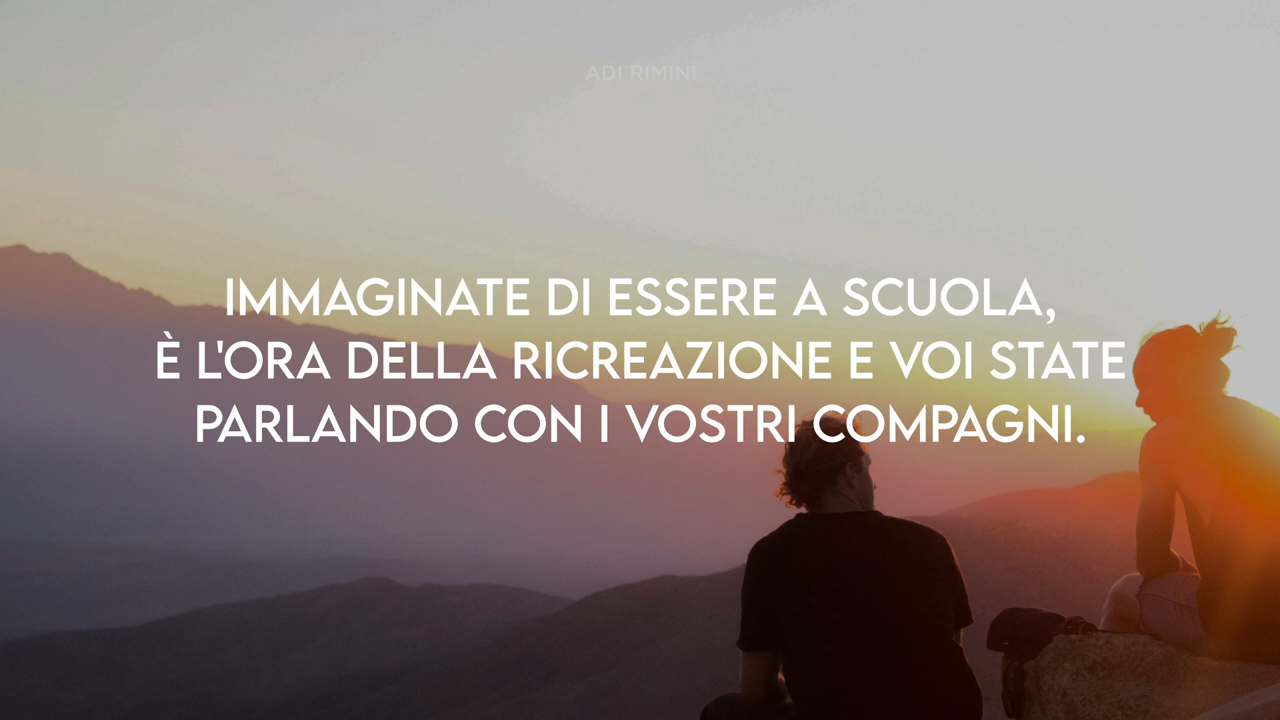 ADI RIMINI
IMMAGINATE DI ESSERE A SCUOLA,
È L'ORA DELLA RICREAZIONE E VOI STATE
PARLANDO CON I VOSTRI COMPAGNI.